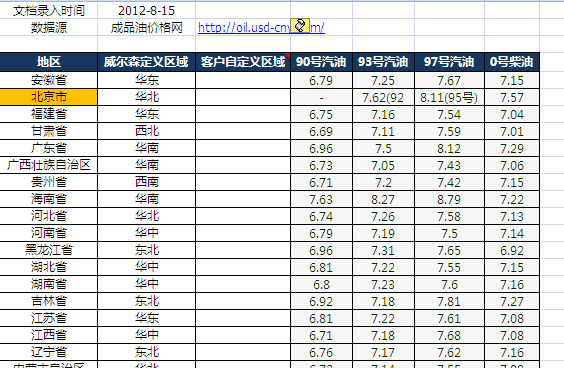 文档录入时间 2012-8-15
数据源 成品油价格网 http://oil.usd-cny.com/
地区 威尔森定义区域 客户自定义区域 90号汽油 93号汽油 97号汽油 0号柴油
安徽省 华东 6.79 7.25 7.67 7.15
北京市 华北 - 7.62(92 8.11(95号) 7.57
福建省 华东 6.75 7.16 7.54 7.04
甘肃省 西北 6.69 7.11 7.59 7.01
广东省 华南 6.96 7.5 8.12 7.29
广西壮族自治区 华南 6.73 7.05 7.43 7.06
贵州省 西南 6.71 7.2 7.42 7.15
海南省 华南 7.63 8.27 8.79 7.22
河北省 华北 6.74 7.26 7.58 7.13
河南省 华中 6.79 7.19 7.5 7.14
黑龙江省 东北 6.96 7.31 7.65 6.92
湖北省 华中 6.81 7.22 7.55 7.15
湖南省 华中 6.8 7.23 7.6 7.16
吉林省 东北 6.92 7.18 7.81 7.27
江苏省 华东 6.81 7.22 7.61 7.08
江西省 华中 6.71 7.18 7.68 7.08
辽宁省 东北 6.76 7.17 7.62 7.16